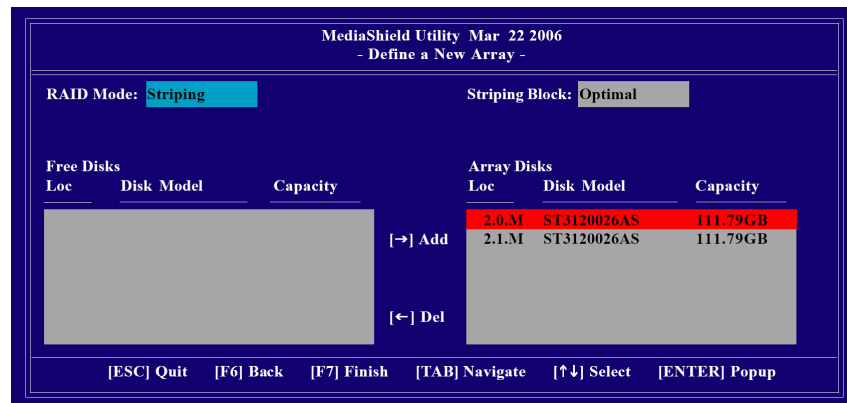 MediaShield Utility Mar 22 2006
- Define a New Array -
RAID Mode: Striping Striping Block: Optimal
Free Disks Array Disks
Loc Disk Model Capacity Loc Disk Model Capacity
2.0.M ST3120026AS 111.79GB
[→] Add 2.1.M ST3120026AS 111.79GB
[←] Del
[ESC] Quit [F6] Back [F7] Finish [TAB] Navigate [↑↓] Select [ENTER] Popup